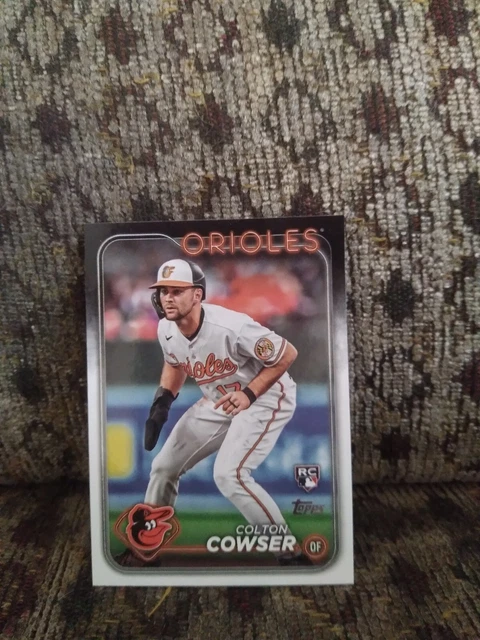 ORIOLES
Orioles
17
RC
Topps
COLTON
COWSER OF